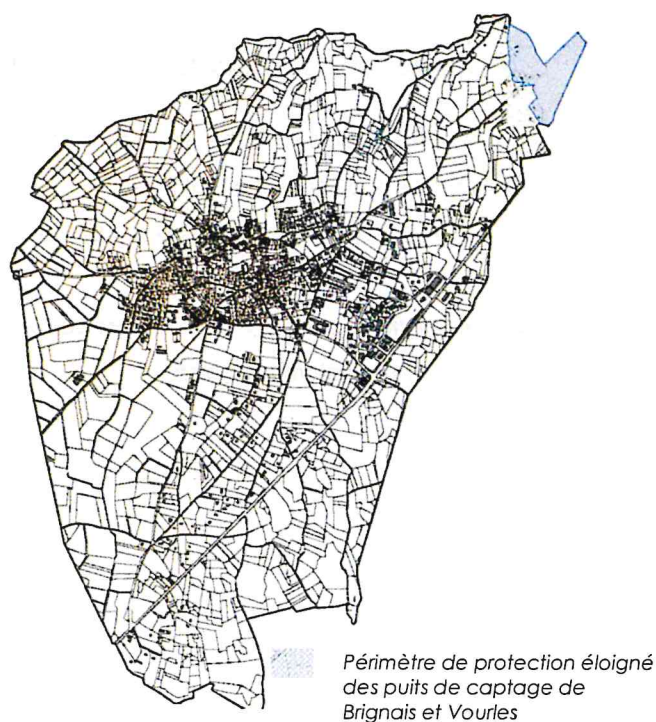 Périmètre de protection éloigné
des puits de captage de
Brignais et Vourles